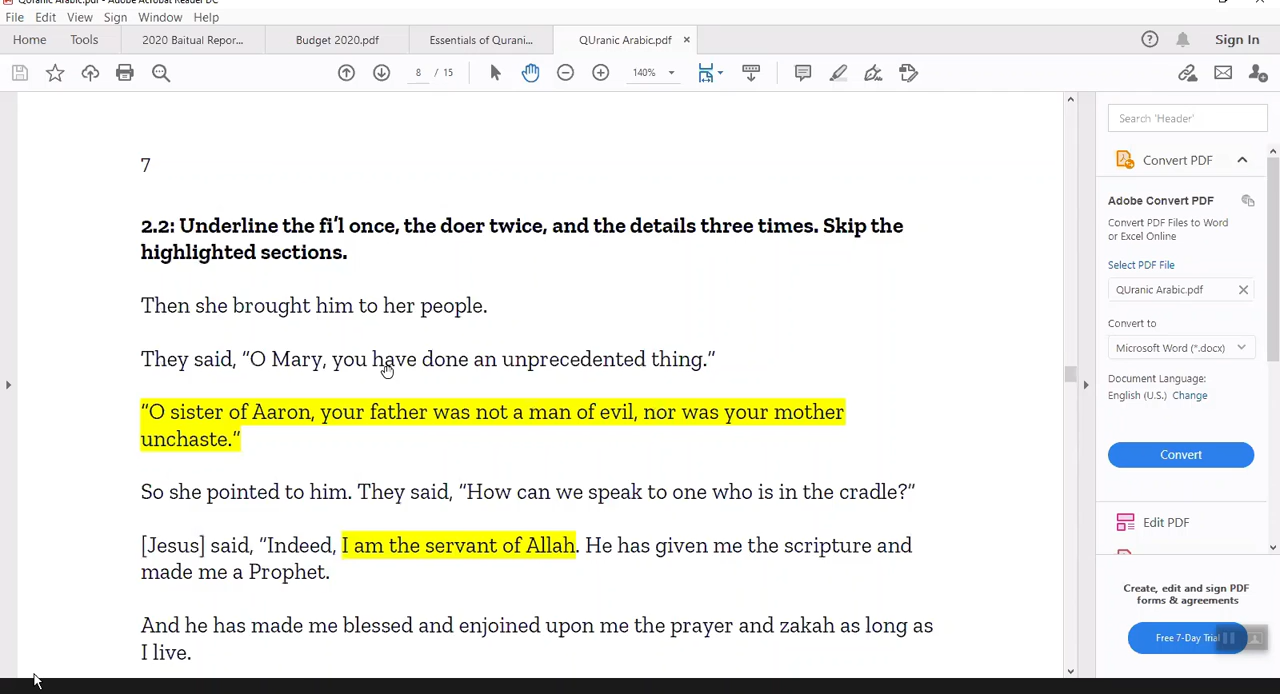 QUranic Arabic.pdf - Adobe Acrobat Reader DC
File Edit View Sign Window Help
Home Tools 2020 Baitual Repor... Budget 2020.pdf Essentials of Qurani... QUranic Arabic.pdf × Sign In
8 / 15 140%
Search 'Header'
7
Convert PDF
2.2: Underline the fi’l once, the doer twice, and the details three times. Skip the
highlighted sections.
Adobe Convert PDF
Convert PDF Files to Word
or Excel Online
Select PDF File
QUranic Arabic.pdf
Convert to
Microsoft Word (*.docx)
Document Language:
English (U.S.) Change
Convert
Edit PDF
Create, edit and sign PDF
forms & agreements
Free 7-Day Trial
Then she brought him to her people.
They said, “O Mary, you have done an unprecedented thing.”
“O sister of Aaron, your father was not a man of evil, nor was your mother
unchaste.”
So she pointed to him. They said, “How can we speak to one who is in the cradle?”
[Jesus] said, “Indeed, I am the servant of Allah. He has given me the scripture and
made me a Prophet.
And he has made me blessed and enjoined upon me the prayer and zakah as long as
I live.